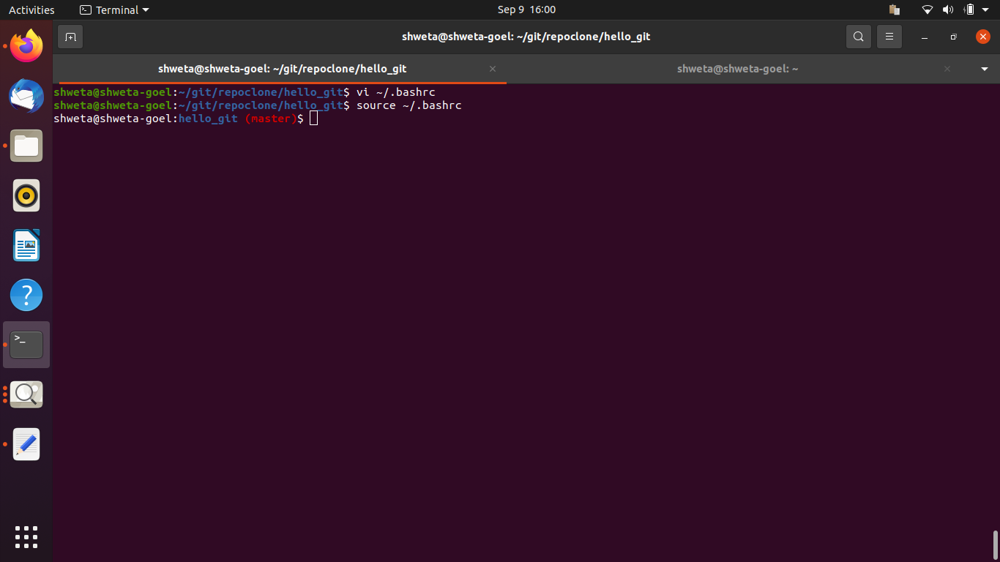 Activities
Terminal
Sep 9 16:00
shweta@shweta-goel: ~/git/repoclone/hello_git
shweta@shweta-goel: ~/git/repoclone/hello_git
shweta@shweta-goel: ~
shweta@shweta-goel:~/git/repoclone/hello_git$ vi ~/.bashrc
shweta@shweta-goel:~/git/repoclone/hello_git$ source ~/.bashrc
shweta@shweta-goel:hello_git (master)$